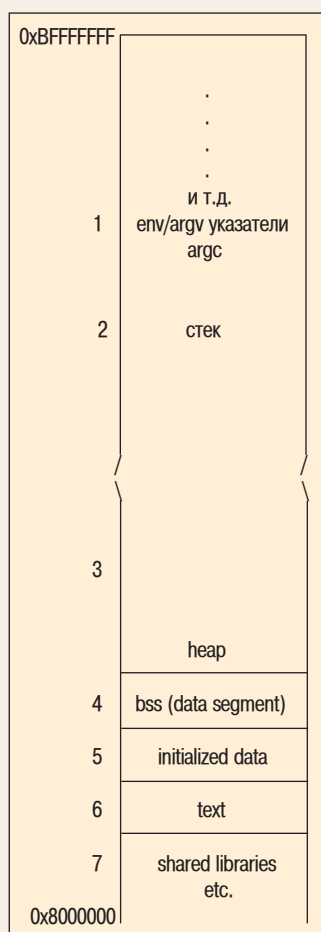 0xBFFFFFFF
.
.
.
.
и т.д.
1 env/argv указатели
argc
2 стек
3
heap
4 bss (data segment)
5 initialized data
6 text
7 shared libraries
etc.
0x8000000